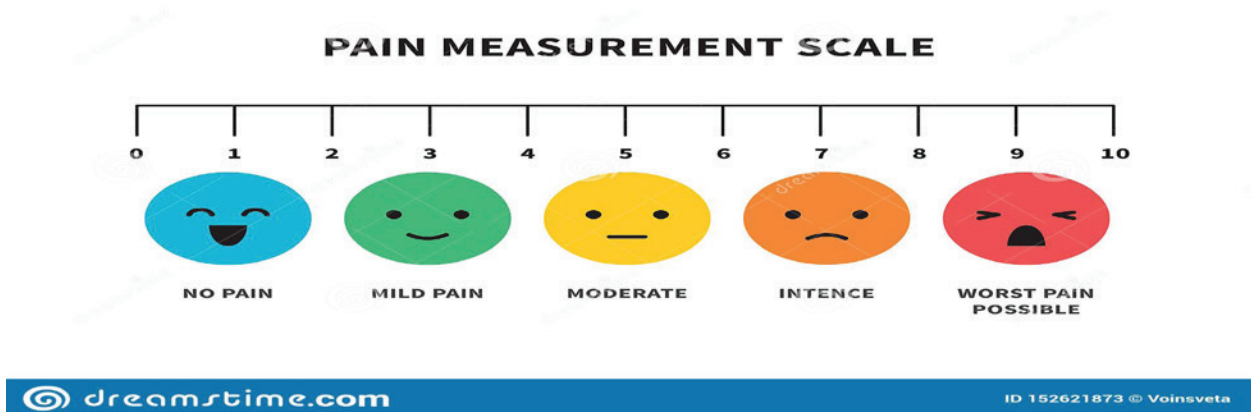 PAIN MEASUREMENT SCALE
0 1 2 3 4 5 6 7 8 9 10
NO PAIN MILD PAIN MODERATE INTENCE WORST PAIN
POSSIBLE
dreamstime.com ID 152621873 © Voinsveta